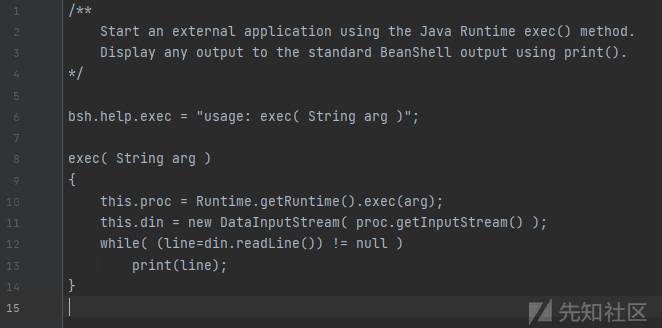 1 /**
2 Start an external application using the Java Runtime exec() method.
3 Display any output to the standard BeanShell output using print().
4 */
5
6 bsh.help.exec = "usage: exec( String arg )";
7
8 exec( String arg )
9 {
10 this.proc = Runtime.getRuntime().exec(arg);
11 this.din = new DataInputStream( proc.getInputStream() );
12 while( (line=din.readLine()) != null )
13 print(line);
14 }
15
先知社区